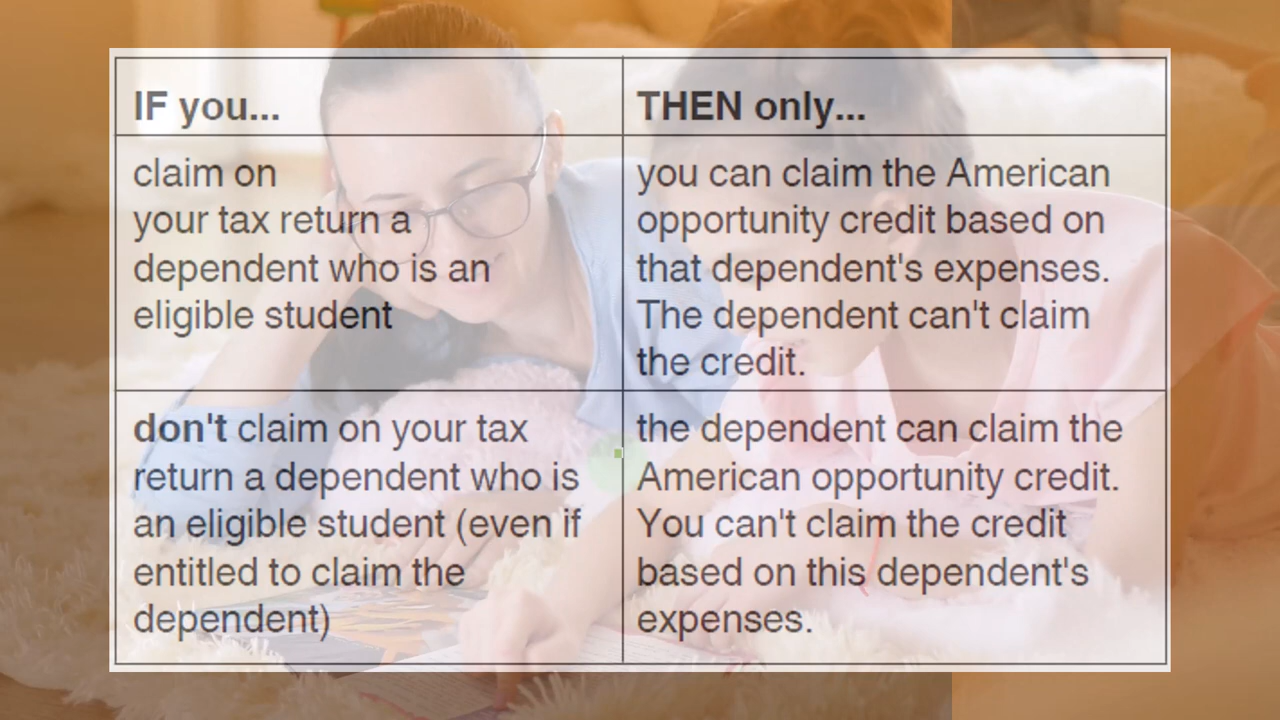 IF you...
THEN only...
claim on
your tax return a
dependent who is an
eligible student
you can claim the American
opportunity credit based on
that dependent's expenses.
The dependent can't claim
the credit.
don't claim on your tax
return a dependent who is
an eligible student (even if
entitled to claim the
dependent)
the dependent can claim the
American opportunity credit.
You can't claim the credit
based on this dependent's
expenses.